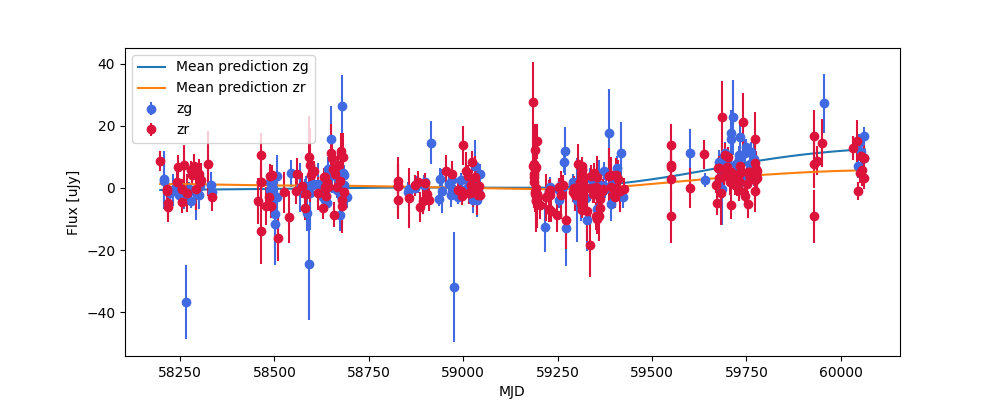 Mean prediction zg
Mean prediction zr
zg
zr
40
20
0
−20
−40
Flux [uJy]
58250
58500
58750
59000
59250
59500
59750
60000
MJD